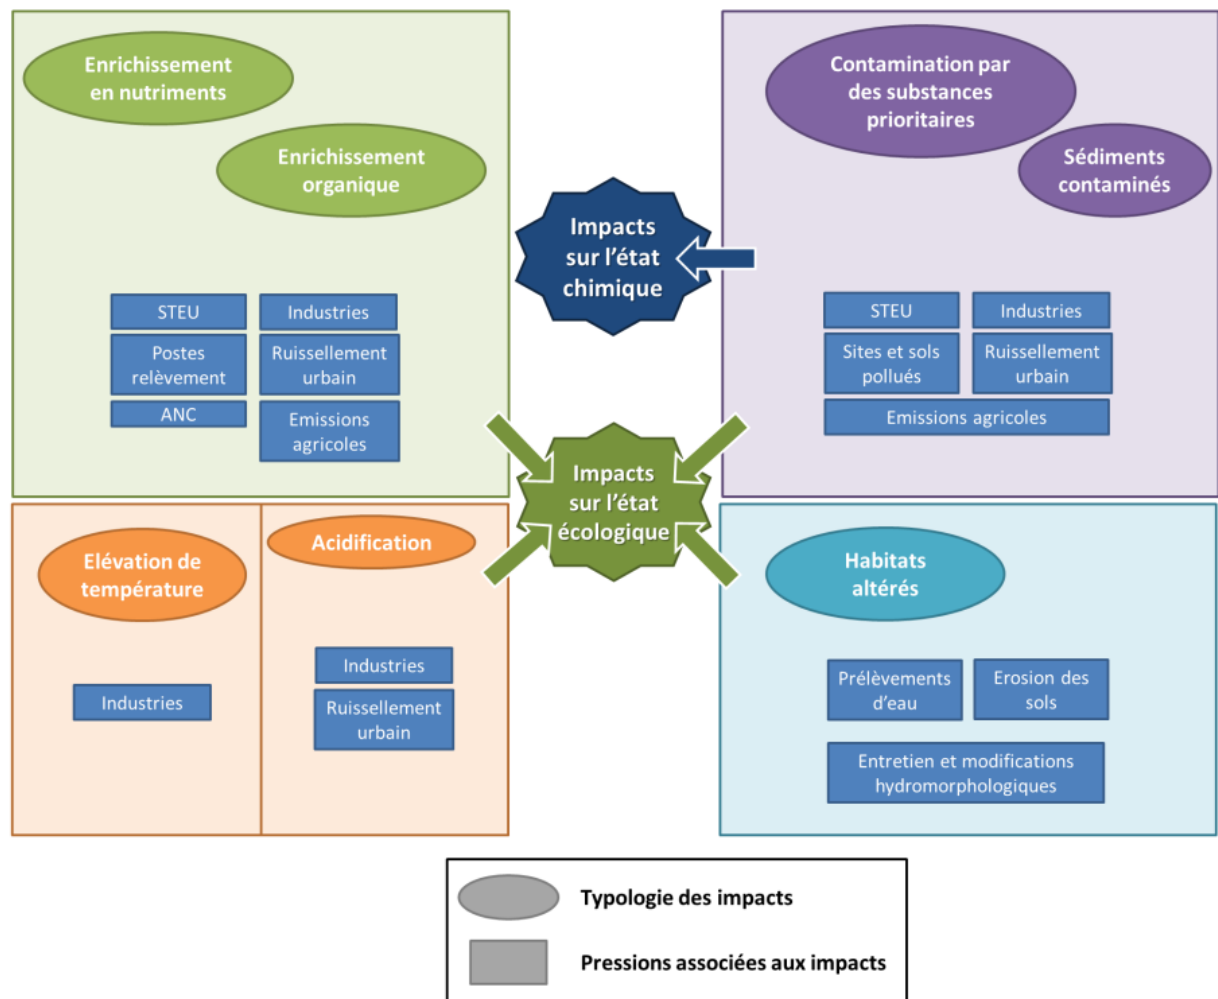 Enrichissement
en nutriments
Enrichissement
organique
STEU
Industries
Postes
relèvement
Ruissellement
urbain
ANC
Emissions
agricoles
Contamination par
des substances
prioritaires
Sédiments
contaminés
STEU
Industries
Sites et sols
pollués
Ruissellement
urbain
Emissions agricoles
Impacts
sur l'état
chimique
Impacts
sur l'état
écologique
Elévation de
température
Industries
Acidification
Industries
Ruissellement
urbain
Habitats
altérés
Prélèvements
d'eau
Erosion des
sols
Entretien et modifications
hydromorphologiques
Typologie des impacts
Pressions associées aux impacts